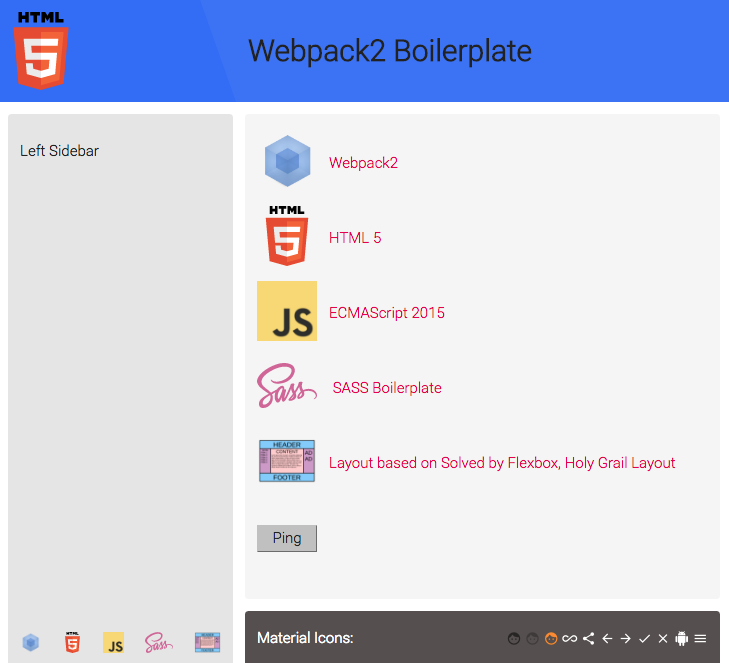 HTML
5
Webpack2 Boilerplate
Left Sidebar
Webpack2
HTML
5
HTML 5
JS
ECMAScript 2015
Sass
SASS Boilerplate
HEADER
CONTENT
AD
AD
FOOTER
Layout based on Solved by Flexbox, Holy Grail Layout
Ping
HTML
5
JS
Sass
Material Icons: